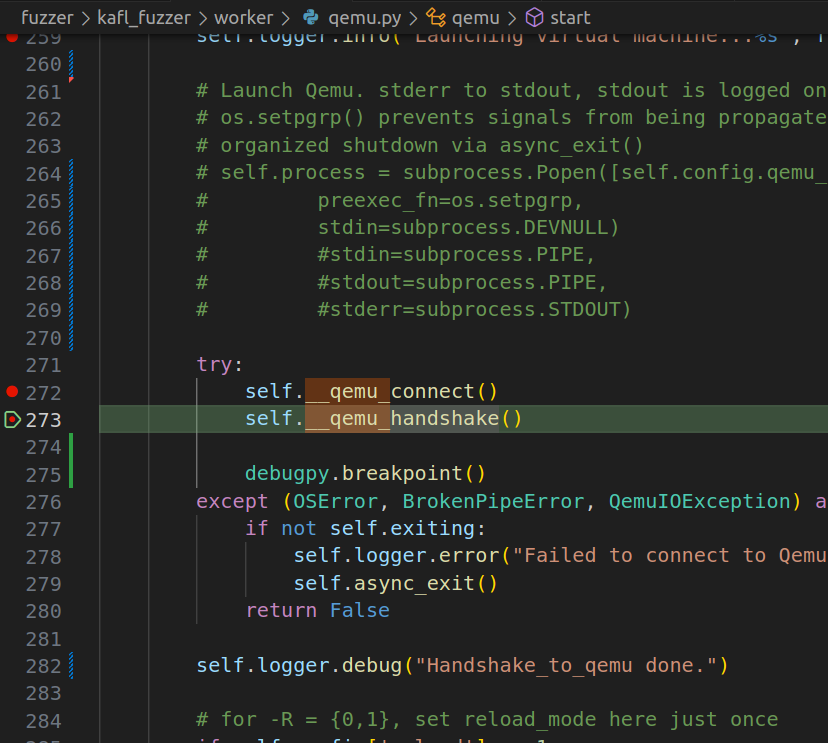 fuzzer > kafl_fuzzer > worker > qemu.py > qemu > start
259 self.logger.info("Launching virtual machine...%s",
260
261 # Launch Qemu. stderr to stdout, stdout is logged on
262 # os.setpgrp() prevents signals from being propagate
263 # organized shutdown via async_exit()
264 # self.process = subprocess.Popen([self.config.qemu_
265 #         preexec_fn=os.setpgrp,
266 #         stdin=subprocess.DEVNULL)
267 #         #stdin=subprocess.PIPE,
268 #         #stdout=subprocess.PIPE,
269 #         #stderr=subprocess.STDOUT)
270
271 try:
272     self.__qemu_connect()
273     self.__qemu_handshake()
274
275     debugpy.breakpoint()
276 except (OSError, BrokenPipeError, QemuIOException) a
277     if not self.exiting:
278         self.logger.error("Failed to connect to Qemu
279         self.async_exit()
280     return False
281
282 self.logger.debug("Handshake_to_qemu done.")
283
284 # for -R = {0,1}, set reload_mode here just once